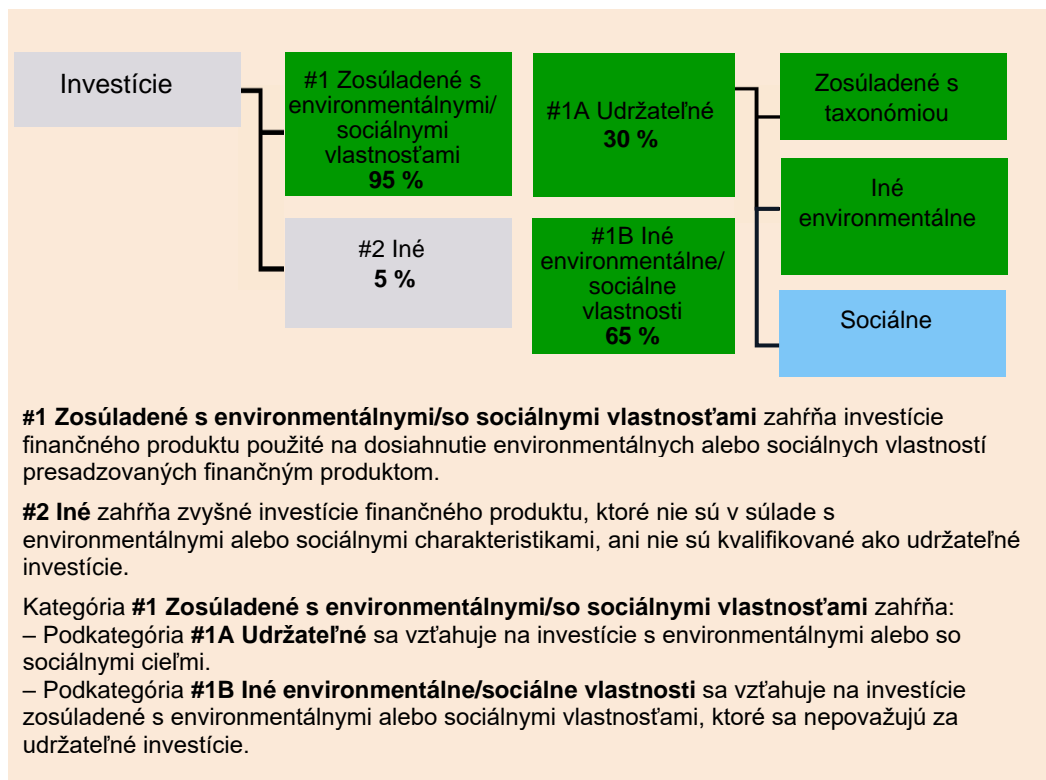 Investície
#1 Zosúladené s
environmentálnymi/
sociálnymi
vlastnosťami
95 %
#2 Iné
5 %
#1A Udržateľné
30 %
#1B Iné
environmentálne/
sociálne
vlastnosti
65 %
Zosúladené s
taxonómiou
Iné
environmentálne
Sociálne
#1 Zosúladené s environmentálnymi/so sociálnymi vlastnosťami zahŕňa investície
finančného produktu použité na dosiahnutie environmentálnych alebo sociálnych vlastností
presadzovaných finančným produktom.
#2 Iné zahŕňa zvyšné investície finančného produktu, ktoré nie sú v súlade s
environmentálnymi alebo sociálnymi charakteristikami, ani nie sú kvalifikované ako udržateľné
investície.
Kategória #1 Zosúladené s environmentálnymi/so sociálnymi vlastnosťami zahŕňa:
– Podkategória #1A Udržateľné sa vzťahuje na investície s environmentálnymi alebo so
sociálnymi cieľmi.
– Podkategória #1B Iné environmentálne/sociálne vlastnosti sa vzťahuje na investície
zosúladené s environmentálnymi alebo sociálnymi vlastnosťami, ktoré sa nepovažujú za
udržateľné investície.